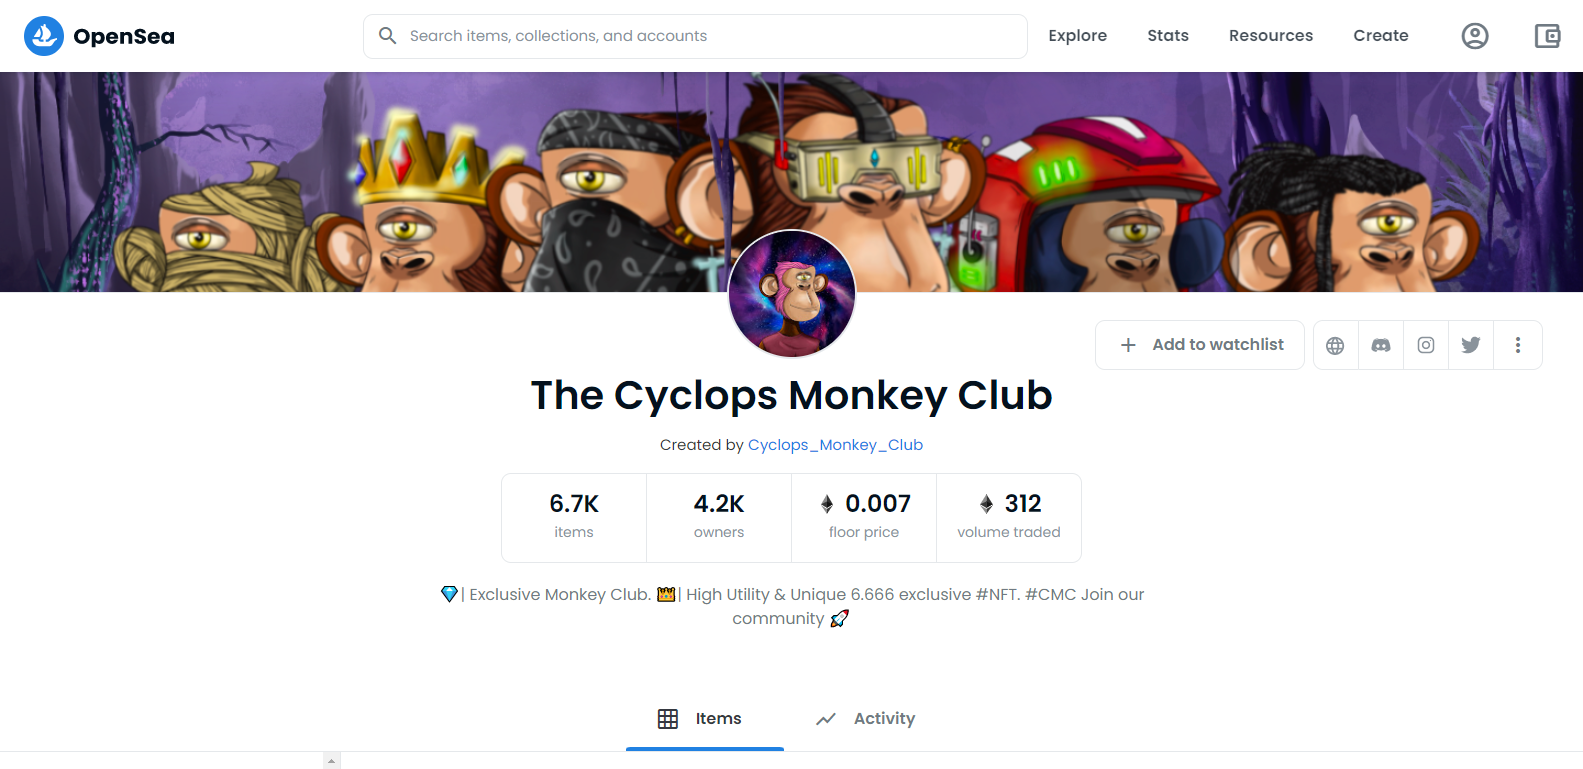 OpenSea
Search items, collections, and accounts
Explore
Stats
Resources
Create
Add to watchlist
The Cyclops Monkey Club
Created by Cyclops_Monkey_Club
6.7K
items
4.2K
owners
0.007
floor price
312
volume traded
💎| Exclusive Monkey Club. 👑| High Utility & Unique 6.666 exclusive #NFT. #CMC Join our
community 🚀
Items
Activity